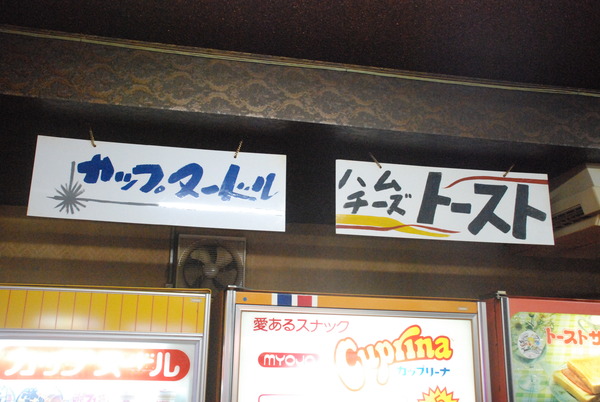 カップヌードル
ハム
チーズ
トースト
カップヌードル
愛あるスナック
MYOJO
Cuprina
カップリーナ
トーストサ